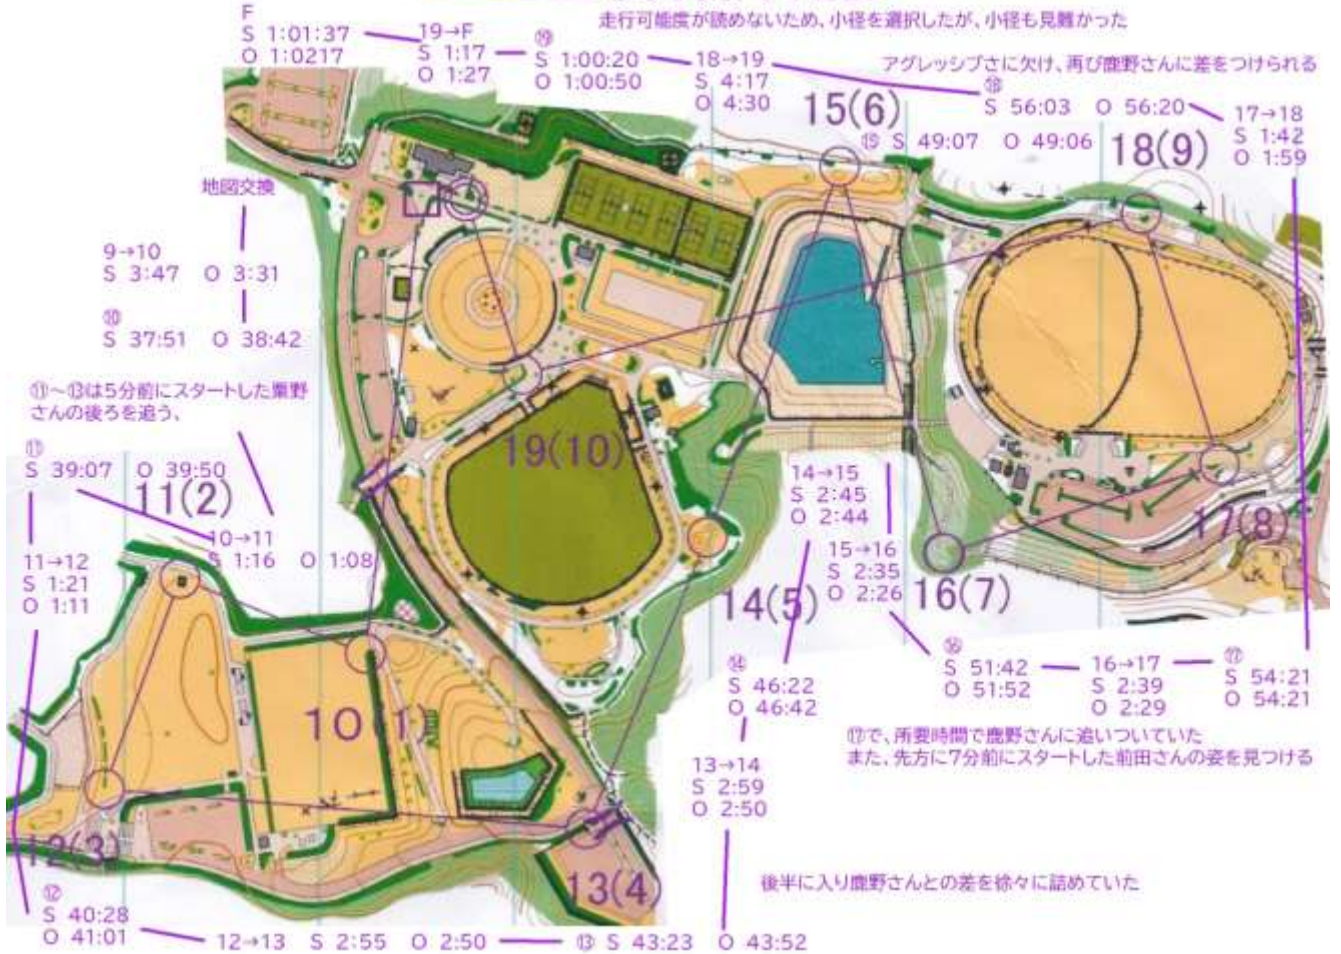 走行可能度が読めないため、小径を選択したが、小径も見難かった
F
S 1:01:37
O 1:0217
19→F
S 1:17
O 1:27
⑲
S 1:00:20
O 1:00:50
18→19
S 4:17
O 4:30
アグレッシブさに欠け、再び鹿野さんに差をつけられる
⑱
S 56:03 O 56:20
17→18
S 1:42
O 1:59
15(6)
⑮ S 49:07 O 49:06
18(9)
地図交換
9→10
S 3:47 O 3:31
⑩
S 37:51 O 38:42
⑪~⑬は5分前にスタートした粟野
さんの後ろを追う、
⑪
S 39:07 O 39:50
11(2)
10→11
S 1:16 O 1:08
11→12
S 1:21
O 1:11
19(10)
14→15
S 2:45
O 2:44
15→16
S 2:35
O 2:26
14(5)
16(7)
17(8)
⑯
S 51:42
O 51:52
16→17
S 2:39
O 2:29
⑰
S 54:21
O 54:21
⑭
S 46:22
O 46:42
10(1)
⑰で、所要時間で鹿野さんに追いついていた
また、先方に7分前にスタートした前田さんの姿を見つける
13→14
S 2:59
O 2:50
12(3)
13(4)
後半に入り鹿野さんとの差を徐々に詰めていた
⑫
S 40:28
O 41:01
12→13 S 2:55 O 2:50
⑬ S 43:23 O 43:52